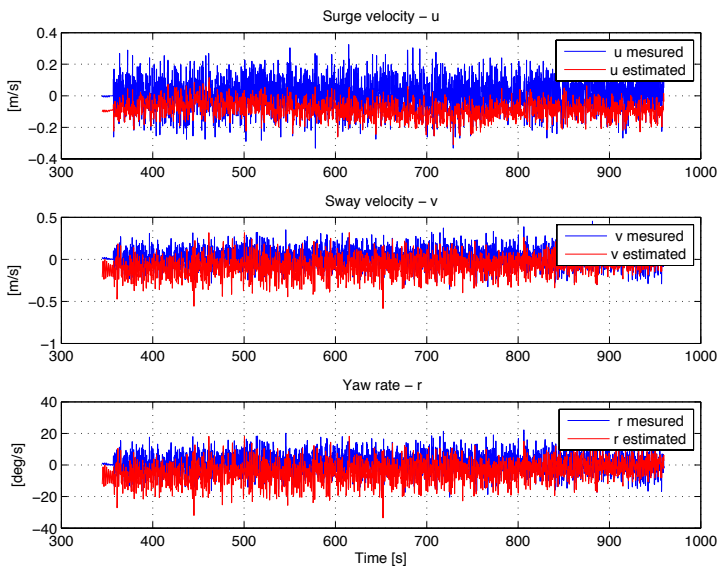 Surge velocity − u
0.4
0.2
0
−0.2
−0.4
[m/s]
u mesured
u estimated
300 400 500 600 700 800 900 1000
Sway velocity − v
0.5
0
−0.5
−1
[m/s]
v mesured
v estimated
300 400 500 600 700 800 900 1000
Yaw rate − r
40
20
0
−20
−40
[deg/s]
r mesured
r estimated
300 400 500 600 700 800 900 1000
Time [s]